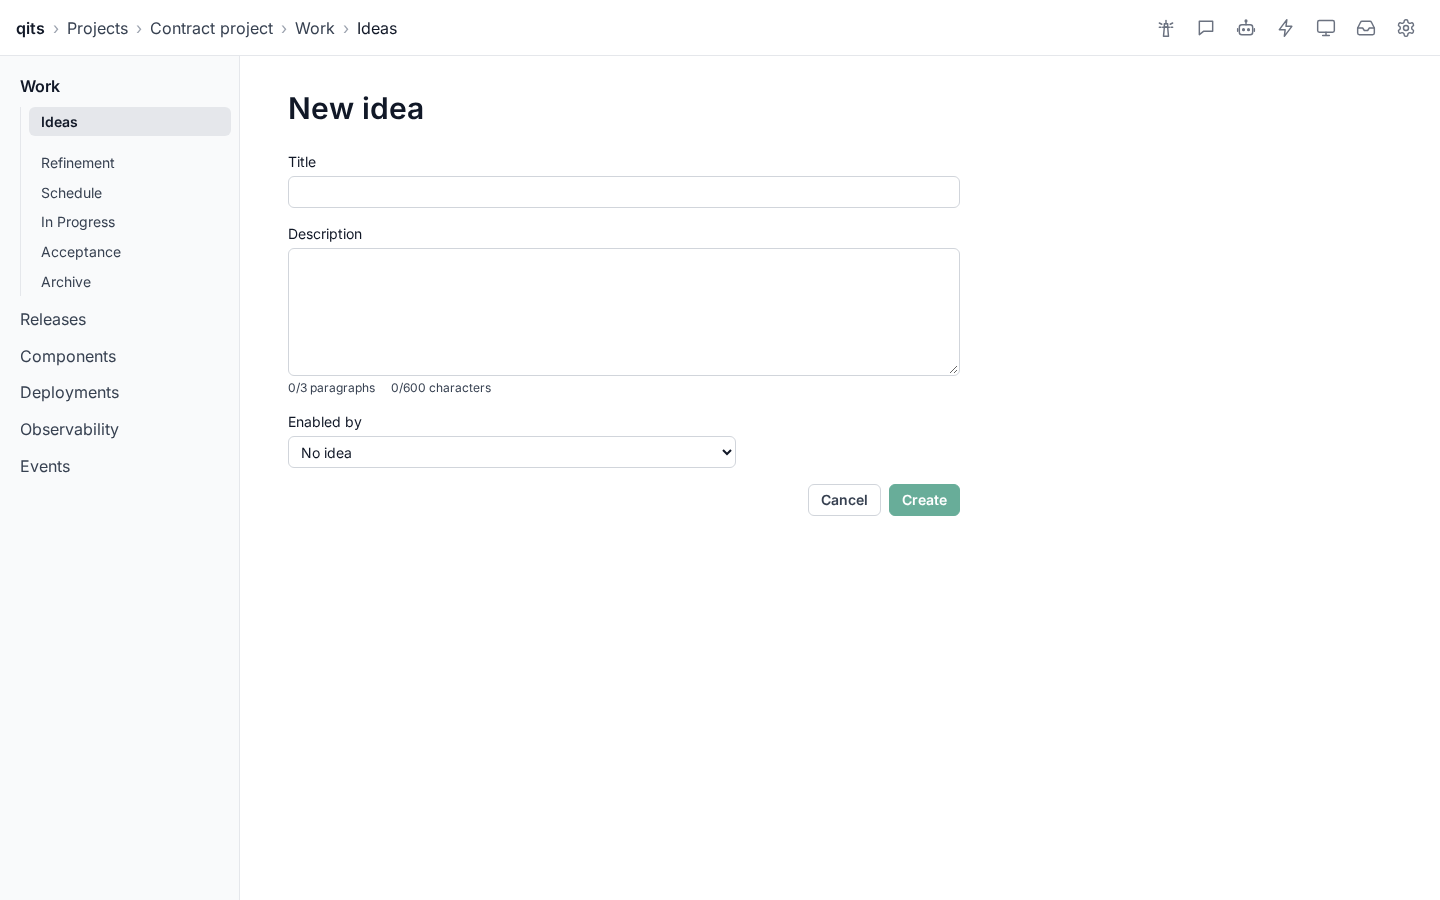 qits › Projects › Contract project › Work › Ideas
Work
Ideas
Refinement
Schedule
In Progress
Acceptance
Archive
Releases
Components
Deployments
Observability
Events
New idea
Title
Description
0/3 paragraphs 0/600 characters
Enabled by
No idea
Cancel Create